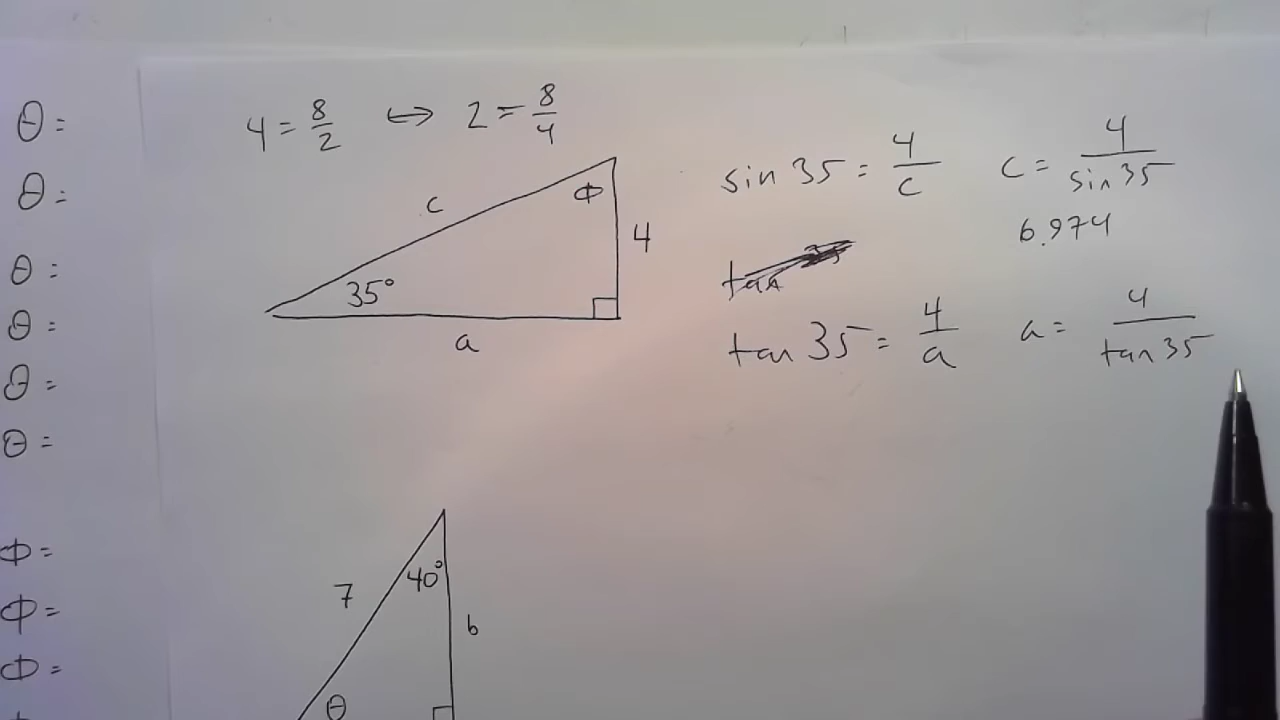 θ =
θ =
θ =
θ =
θ =
θ =
Φ =
Φ =
Φ =
4 = 8/2 ↔ 2 = 8/4
c
Φ
4
35°
a
sin 35 = 4/c c = 4/sin 35
6.974
tan 35 = 4/a a = 4/tan 35
7
40°
b
θ